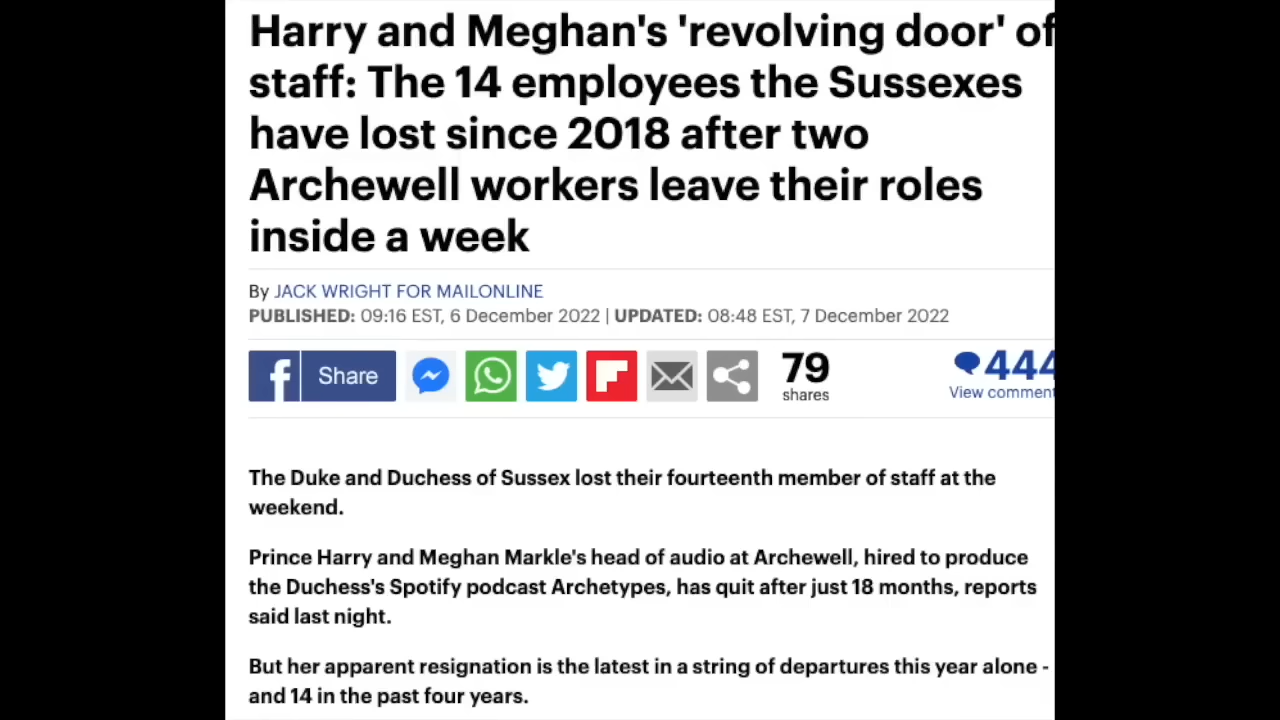 Harry and Meghan's 'revolving door' of
staff: The 14 employees the Sussexes
have lost since 2018 after two
Archewell workers leave their roles
inside a week
By JACK WRIGHT FOR MAILONLINE
PUBLISHED: 09:16 EST, 6 December 2022 | UPDATED: 08:48 EST, 7 December 2022
f Share 79 shares 444
View comment
The Duke and Duchess of Sussex lost their fourteenth member of staff at the
weekend.
Prince Harry and Meghan Markle's head of audio at Archewell, hired to produce
the Duchess's Spotify podcast Archetypes, has quit after just 18 months, reports
said last night.
But her apparent resignation is the latest in a string of departures this year alone -
and 14 in the past four years.